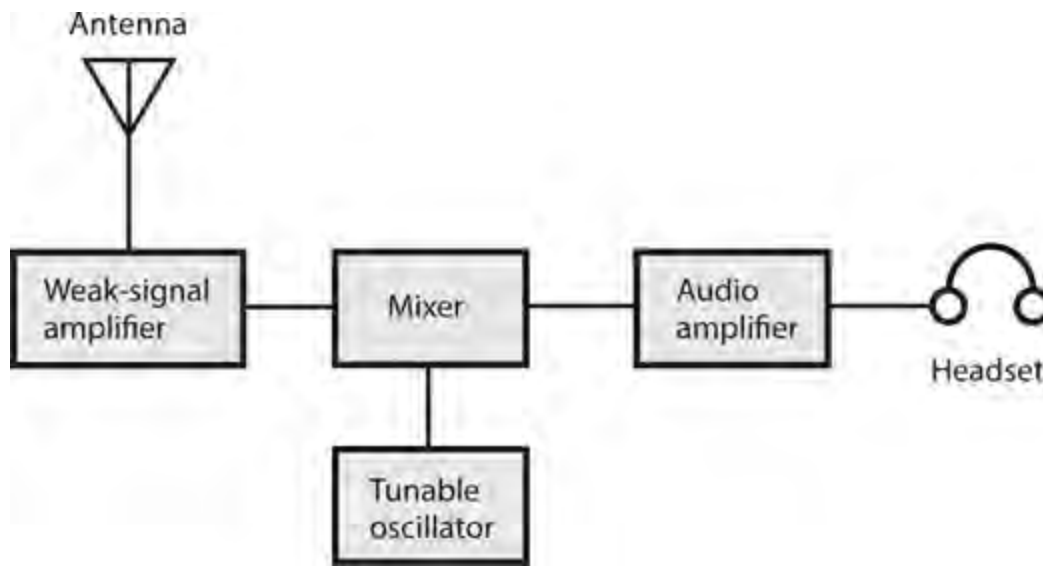 Antenna
Weak-signal
amplifier
Mixer
Audio
amplifier
Headset
Tunable
oscillator